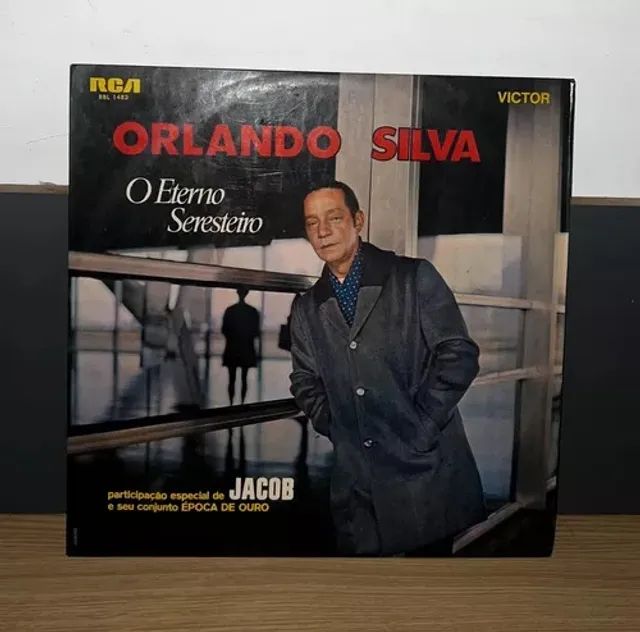 RCA
VICTOR
BBL 1483
ORLANDO SILVA
O Eterno
Seresteiro
participação especial de JACOB
e seu conjunto ÉPOCA DE OURO